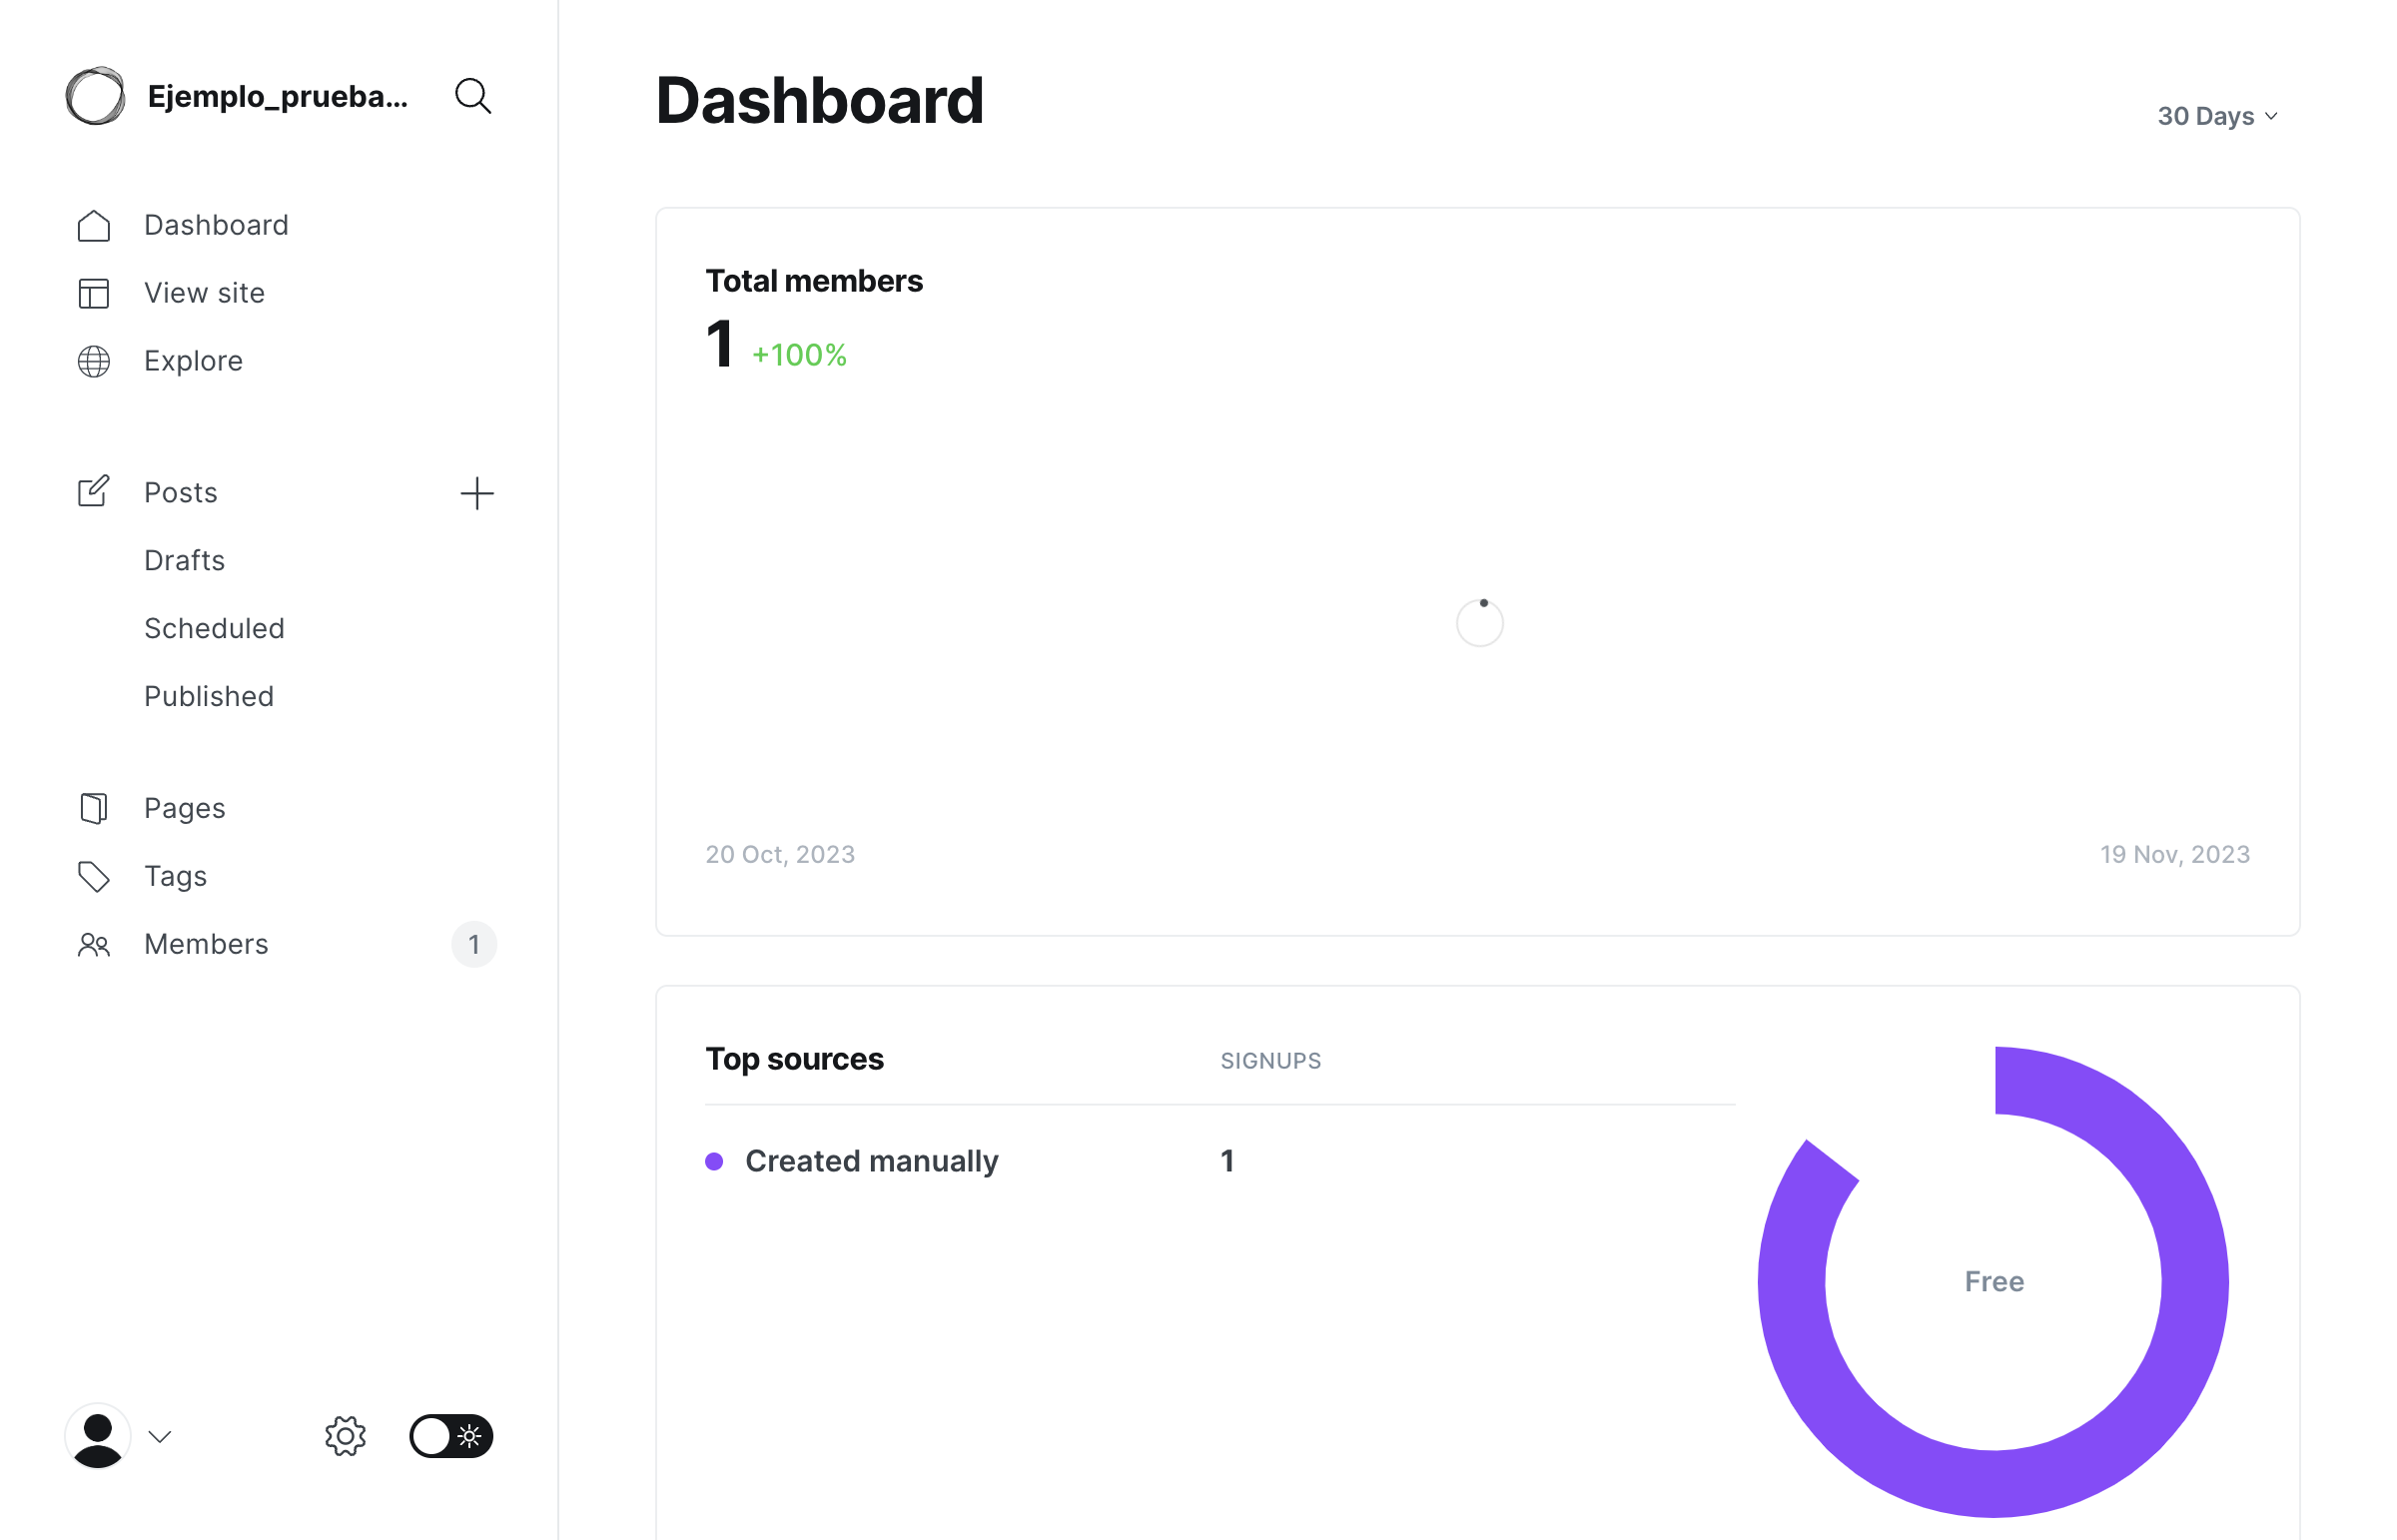 Ejemplo_prueba...
Dashboard
View site
Explore
Posts
Drafts
Scheduled
Published
Pages
Tags
Members 1
Dashboard
30 Days
Total members
1 +100%
20 Oct, 2023 19 Nov, 2023
Top sources SIGNUPS
Created manually 1
Free